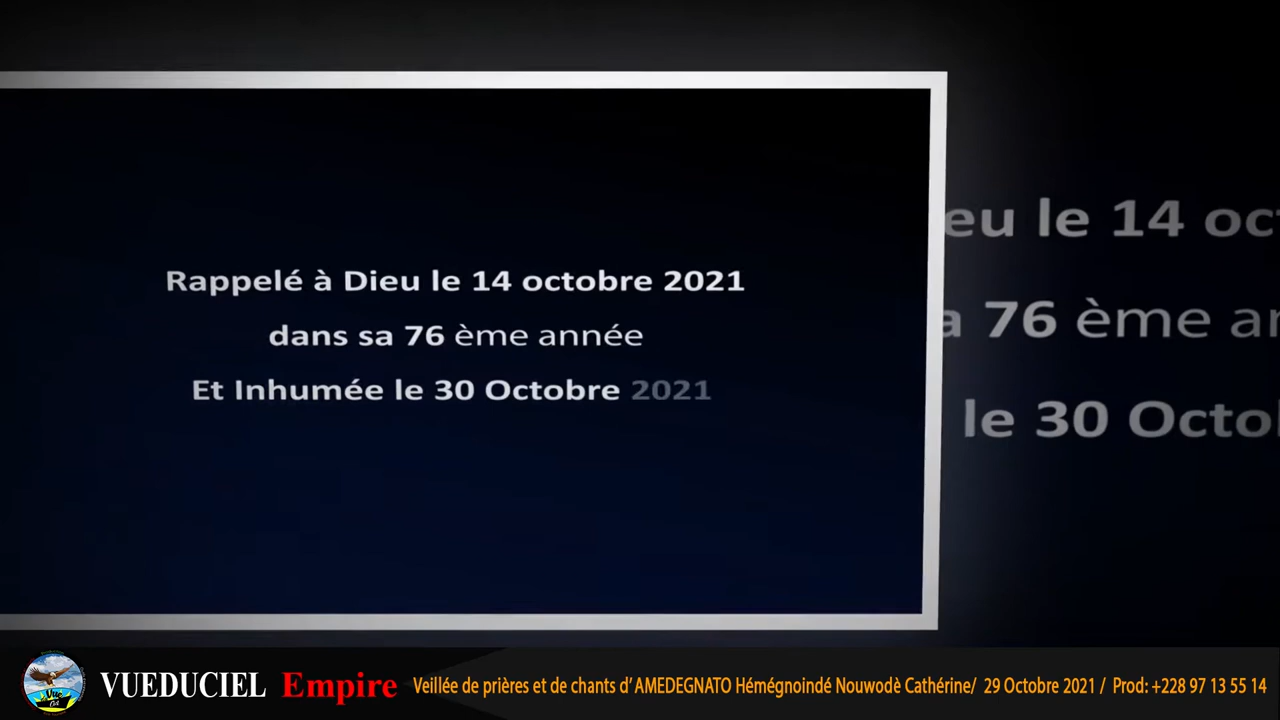 Rappelé à Dieu le 14 octobre 2021
dans sa 76 ème année
Et Inhumée le 30 Octobre 2021
eu le 14 oc
a 76 ème an
le 30 Octo
VUEDUCIEL Empire
Veillée de prières et de chants d' AMEDEGNATO Hémégnoindé Nouwodè Cathérine/ 29 Octobre 2021 / Prod: +228 97 13 55 14